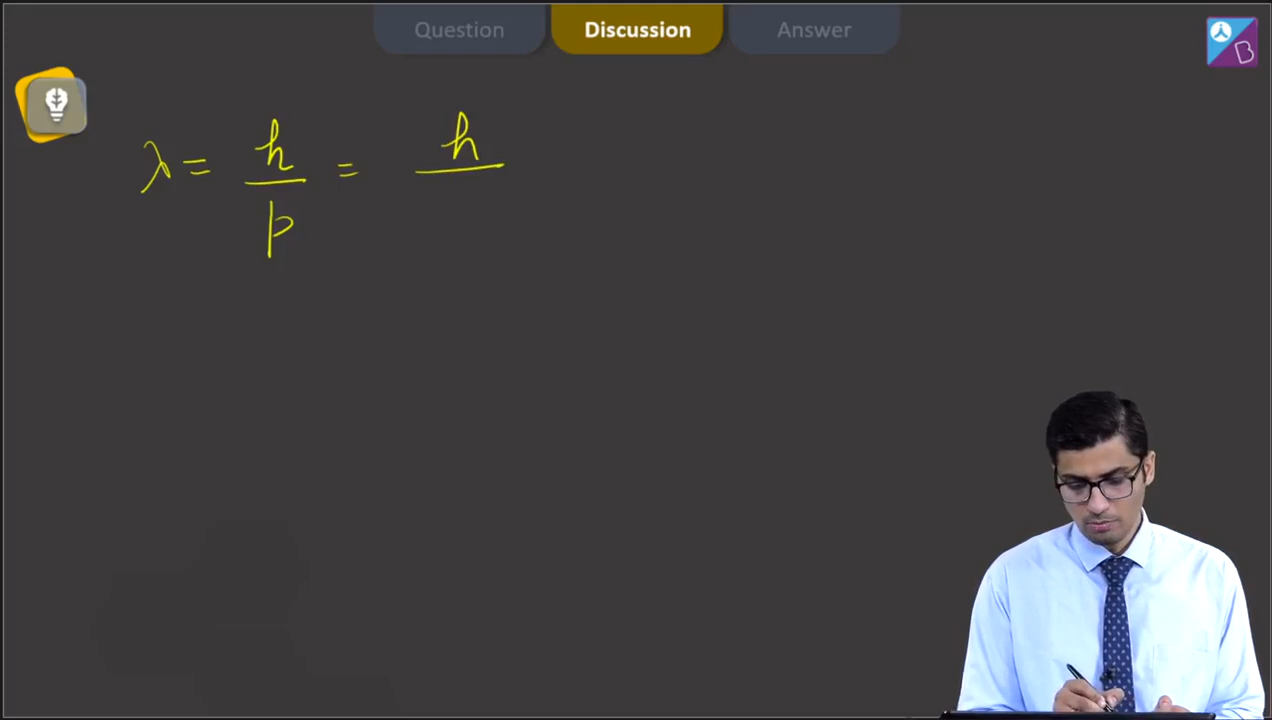 Question Discussion Answer
B
λ = h/p = h/